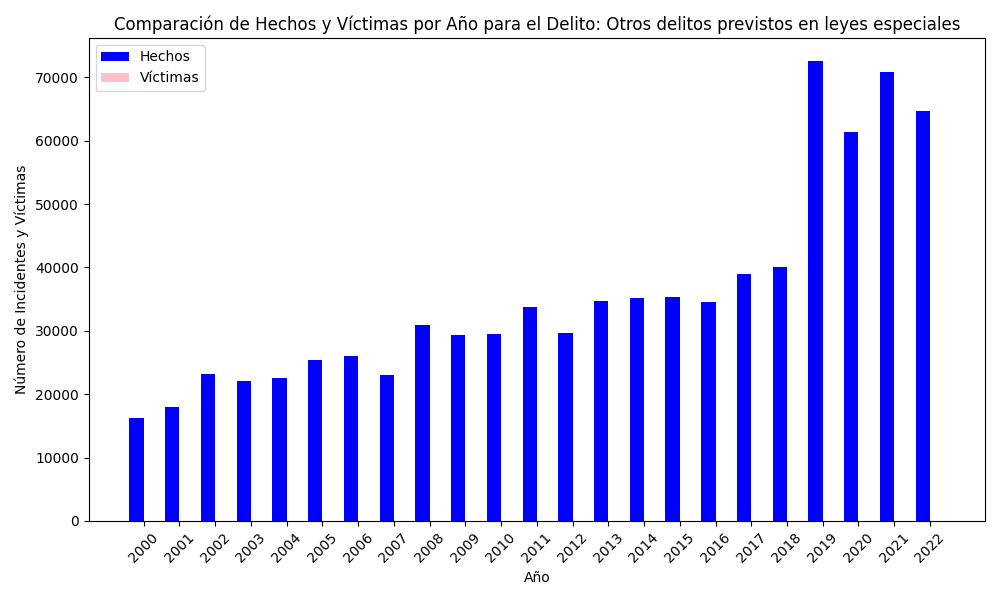 Comparación de Hechos y Víctimas por Año para el Delito: Otros delitos previstos en leyes especiales
Hechos
Víctimas
Número de Incidentes y Víctimas
70000
60000
50000
40000
30000
20000
10000
0
2000 2001 2002 2003 2004 2005 2006 2007 2008 2009 2010 2011 2012 2013 2014 2015 2016 2017 2018 2019 2020 2021 2022
Año